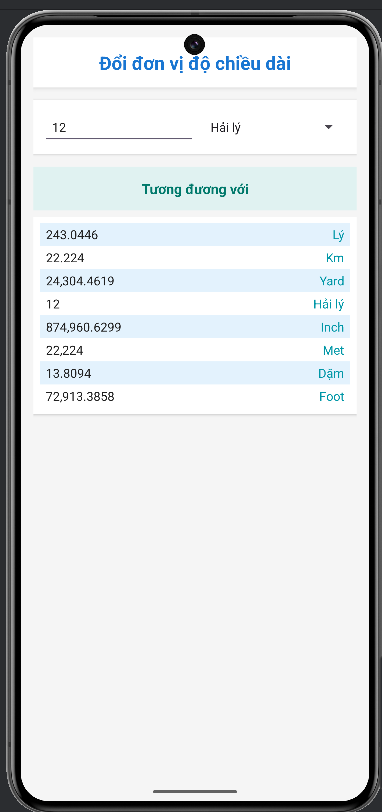 Đổi đơn vị độ chiều dài
12 Hải lý
Tương đương với
243.0446 Lý
22.224 Km
24,304.4619 Yard
12 Hải lý
874,960.6299 Inch
22,224 Met
13.8094 Dặm
72,913.3858 Foot